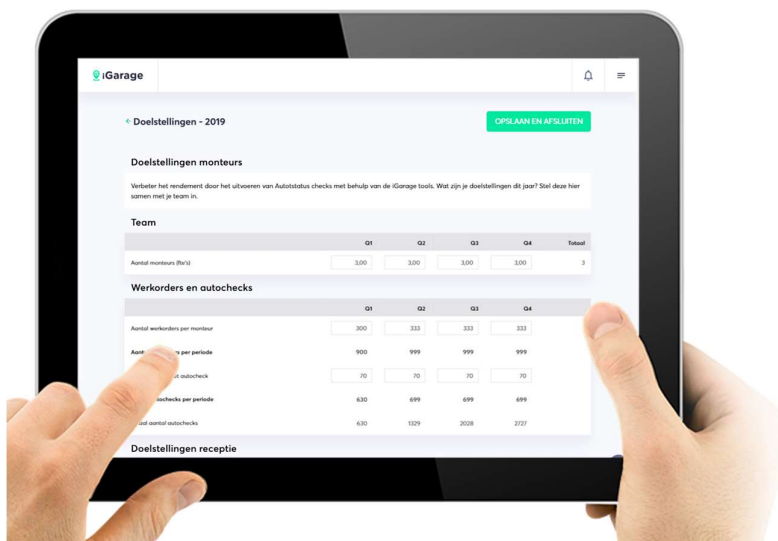 iGarage
Doelstellingen - 2019
OPSLAAN EN AFSLUITEN
Doelstellingen monteurs
Verbeter het rendement door het uitvoeren van Autotstatus checks met behulp van de iGarage tools. Wat zijn je doelstellingen dit jaar? Stel deze hier
samen met je team in.
Team
Q1 Q2 Q3 Q4 Totaal
Aantal monteurs (fte's) 3,00 3,00 3,00 3,00 3
Werkorders en autochecks
Q1 Q2 Q3 Q4
Aantal werkorders per monteur 300 333 333 333
per periode 900 999 999 999
autocheck 70 70 70 70
per periode 630 699 699 699
aantal autochecks 630 1329 2028 2727
Doelstellingen receptie